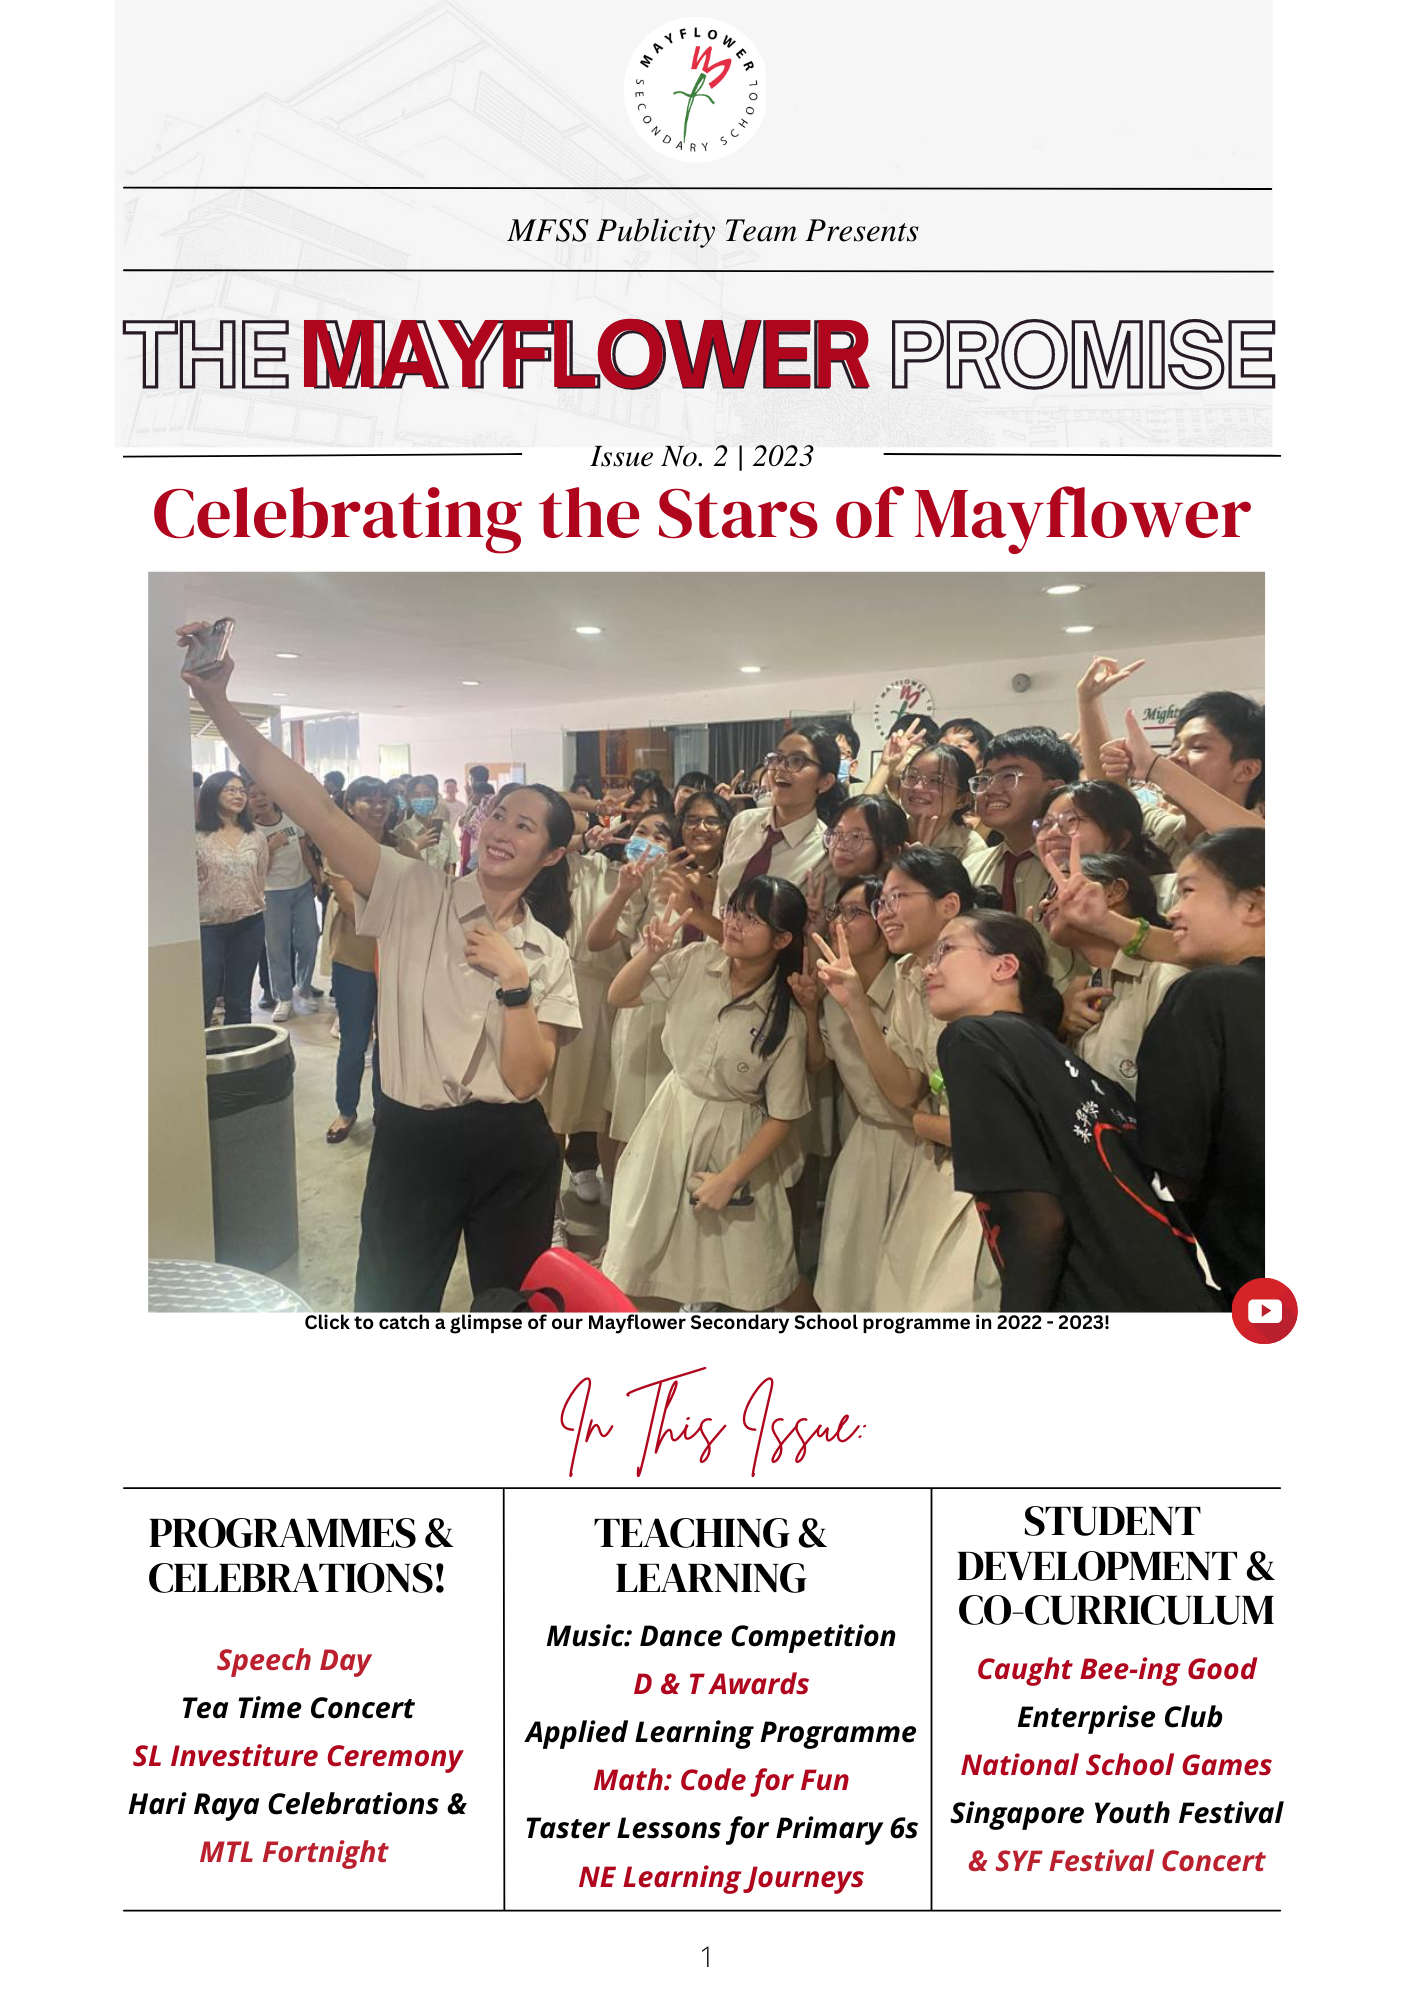 MAYFLOWER
SECONDARY SCHOOL
MFSS Publicity Team Presents
THE MAYFLOWER PROMISE
Issue No. 2 | 2023
Celebrating the Stars of Mayflower
Click to catch a glimpse of our Mayflower Secondary School programme in 2022 - 2023!
In This Issue:
PROGRAMMES &
CELEBRATIONS!
Speech Day
Tea Time Concert
SL Investiture Ceremony
Hari Raya Celebrations &
MTL Fortnight
TEACHING &
LEARNING
Music: Dance Competition
D & T Awards
Applied Learning Programme
Math: Code for Fun
Taster Lessons for Primary 6s
NE Learning Journeys
STUDENT
DEVELOPMENT &
CO-CURRICULUM
Caught Bee-ing Good
Enterprise Club
National School Games
Singapore Youth Festival
& SYF Festival Concert
1